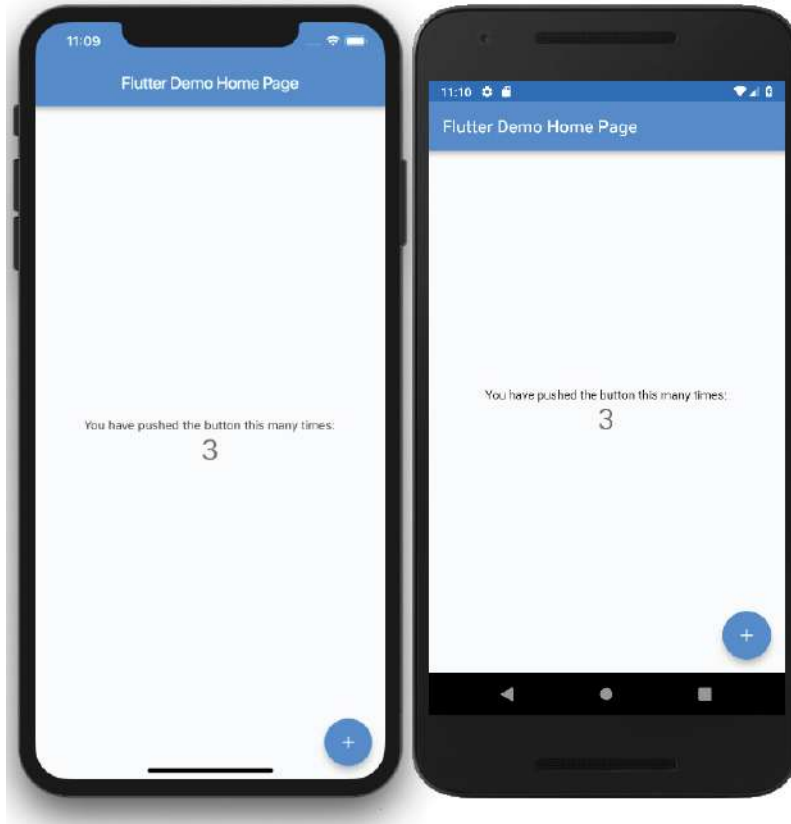 11:09
Flutter Demo Home Page
You have pushed the button this many times:
3
+
11:10
Flutter Demo Home Page
You have pushed the button this many times:
3
+